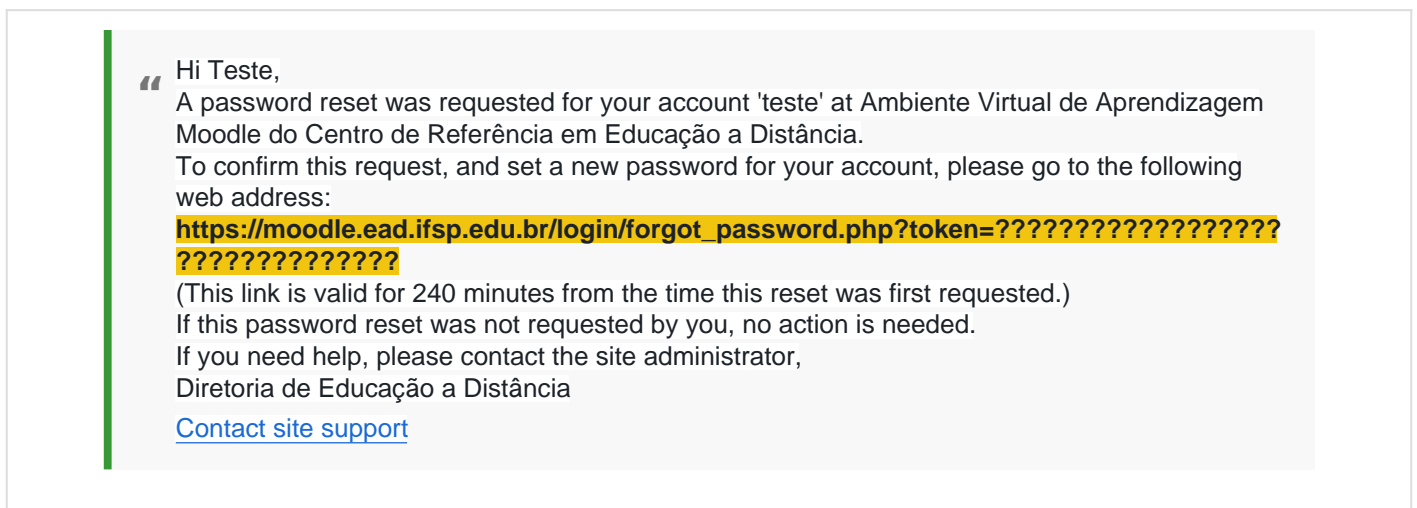 “ Hi Teste,
A password reset was requested for your account 'teste' at Ambiente Virtual de Aprendizagem
Moodle do Centro de Referência em Educação a Distância.
To confirm this request, and set a new password for your account, please go to the following
web address:
https://moodle.ead.ifsp.edu.br/login/forgot_password.php?token=??????????????????
??????????????
(This link is valid for 240 minutes from the time this reset was first requested.)
If this password reset was not requested by you, no action is needed.
If you need help, please contact the site administrator,
Diretoria de Educação a Distância
Contact site support